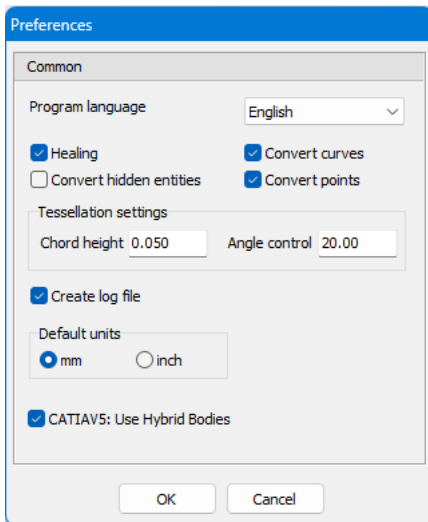 Preferences
Common
Program language English
Healing Convert curves
Convert hidden entities Convert points
Tessellation settings
Chord height 0.050 Angle control 20.00
Create log file
Default units
mm inch
CATIAV5: Use Hybrid Bodies
OK Cancel